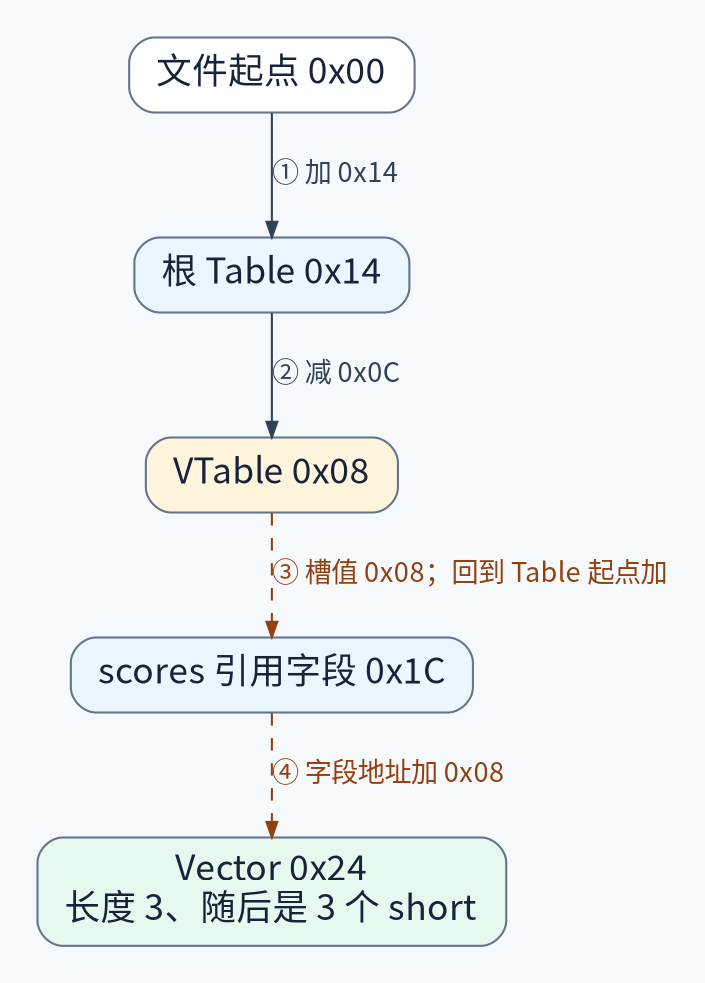 文件起点 0x00
① 加 0x14
根 Table 0x14
② 减 0x0C
VTable 0x08
③ 槽值 0x08；回到 Table 起点加
scores 引用字段 0x1C
④ 字段地址加 0x08
Vector 0x24
长度 3、随后是 3 个 short